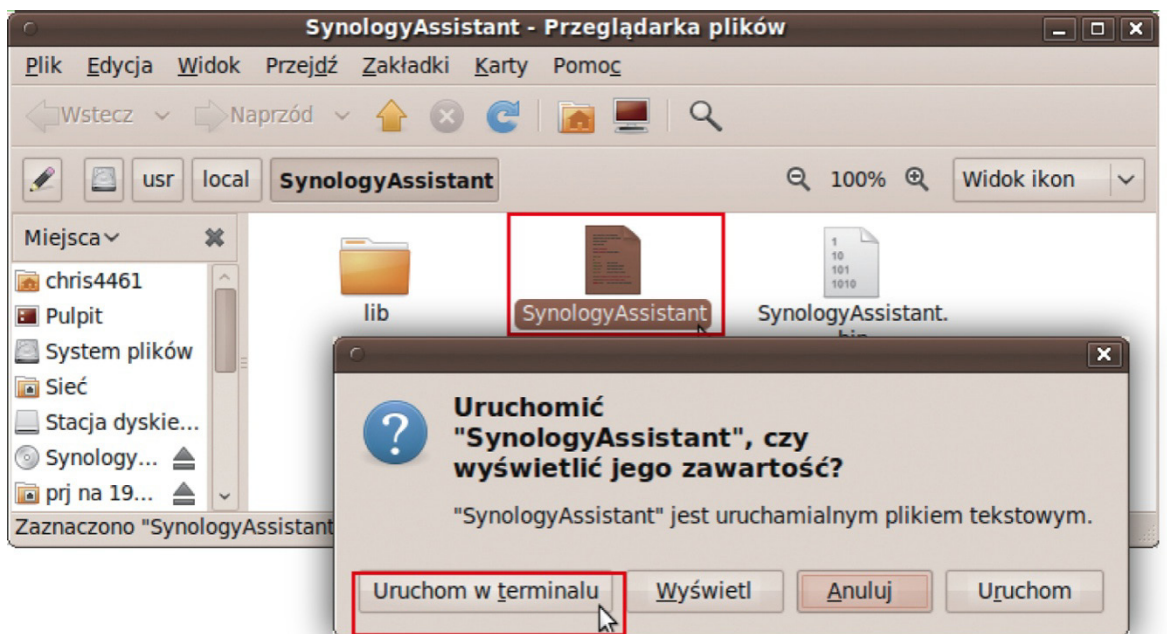 SynologyAssistant - Przeglądarka plików
Plik Edycja Widok Przejdź Zakładki Karty Pomoc
Wstecz Naprzód
usr local SynologyAssistant 100% Widok ikon
Miejsca
chris4461
Pulpit
System plików
Sieć
Stacja dyskie...
Synology...
prj na 19...
lib
SynologyAssistant
SynologyAssistant.
bin
1
10
101
1010
Zaznaczono "SynologyAssistant
Uruchomić
"SynologyAssistant", czy
wyświetlić jego zawartość?
"SynologyAssistant" jest uruchamialnym plikiem tekstowym.
Uruchom w terminalu Wyświetl Anuluj Uruchom